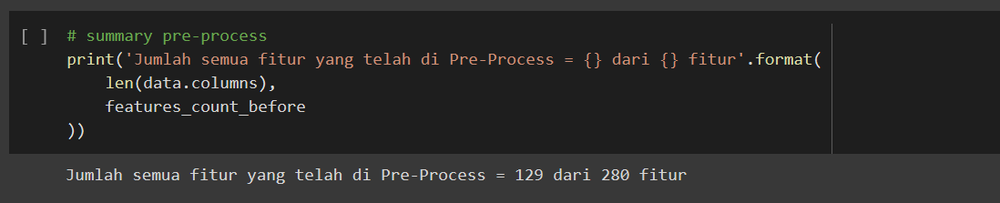 [ ] # summary pre-process
print('Jumlah semua fitur yang telah di Pre-Process = {} dari {} fitur'.format(
    len(data.columns),
    features_count_before
))
Jumlah semua fitur yang telah di Pre-Process = 129 dari 280 fitur